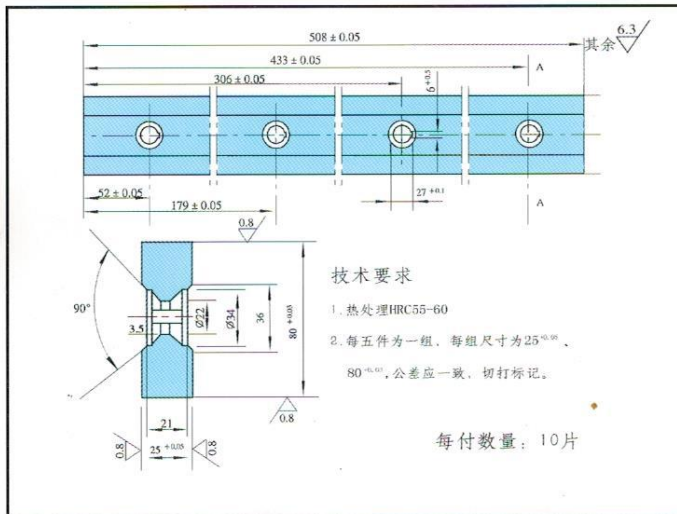 508 ± 0.05
其余 6.3
433 ± 0.05
A
306 ± 0.05
6 +0.5
27 +0.1
52 ± 0.05
179 ± 0.05
A
0.8
90°
3.5
Ø22
Ø34
36
80 +0.05
技术要求
1.热处理HRC55-60
2.每五件为一组，每组尺寸为25
80 ,公差应一致，切打标记。
0.8
21
25 +0.05
0.8
0.8
每付数量：10片